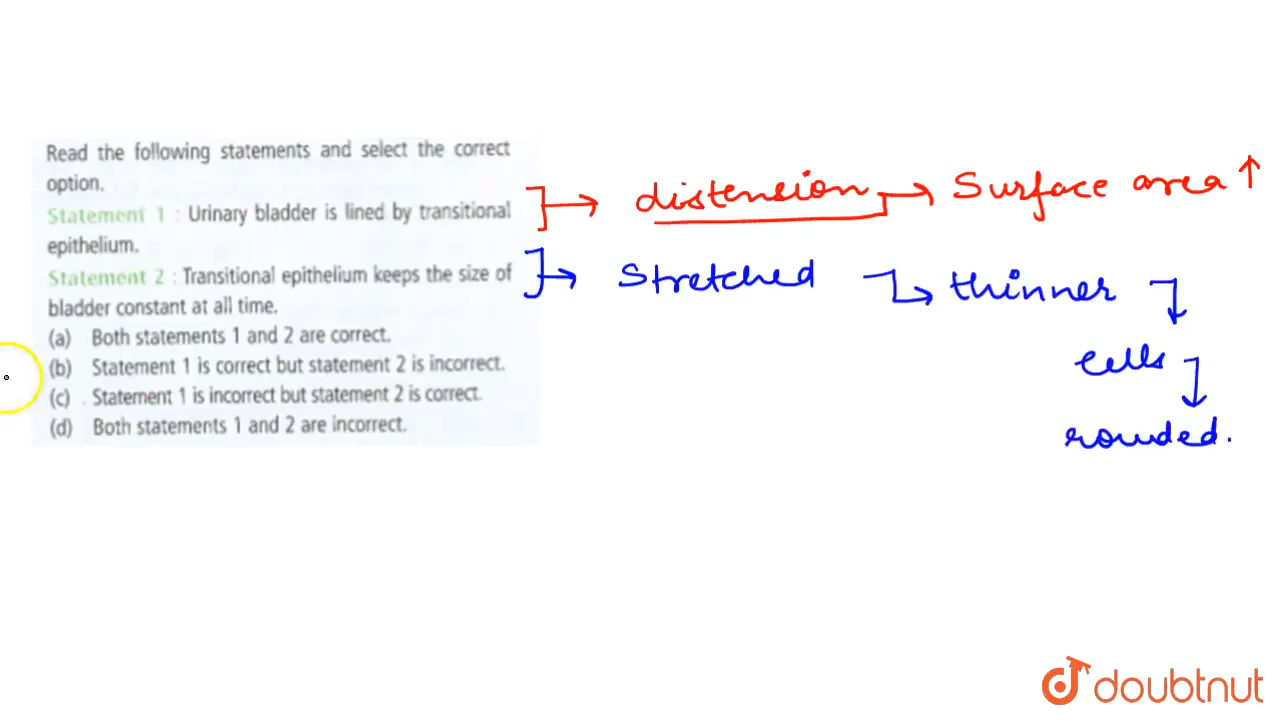 Read the following statements and select the correct
option.
Statement 1 : Urinary bladder is lined by transitional
epithelium.
Statement 2 : Transitional epithelium keeps the size of
bladder constant at all time.
(a) Both statements 1 and 2 are correct.
(b) Statement 1 is correct but statement 2 is incorrect.
(c) Statement 1 is incorrect but statement 2 is correct.
(d) Both statements 1 and 2 are incorrect.
distension → Surface area ↑
Stretched → thinner
cells
rouded.
doubtnut